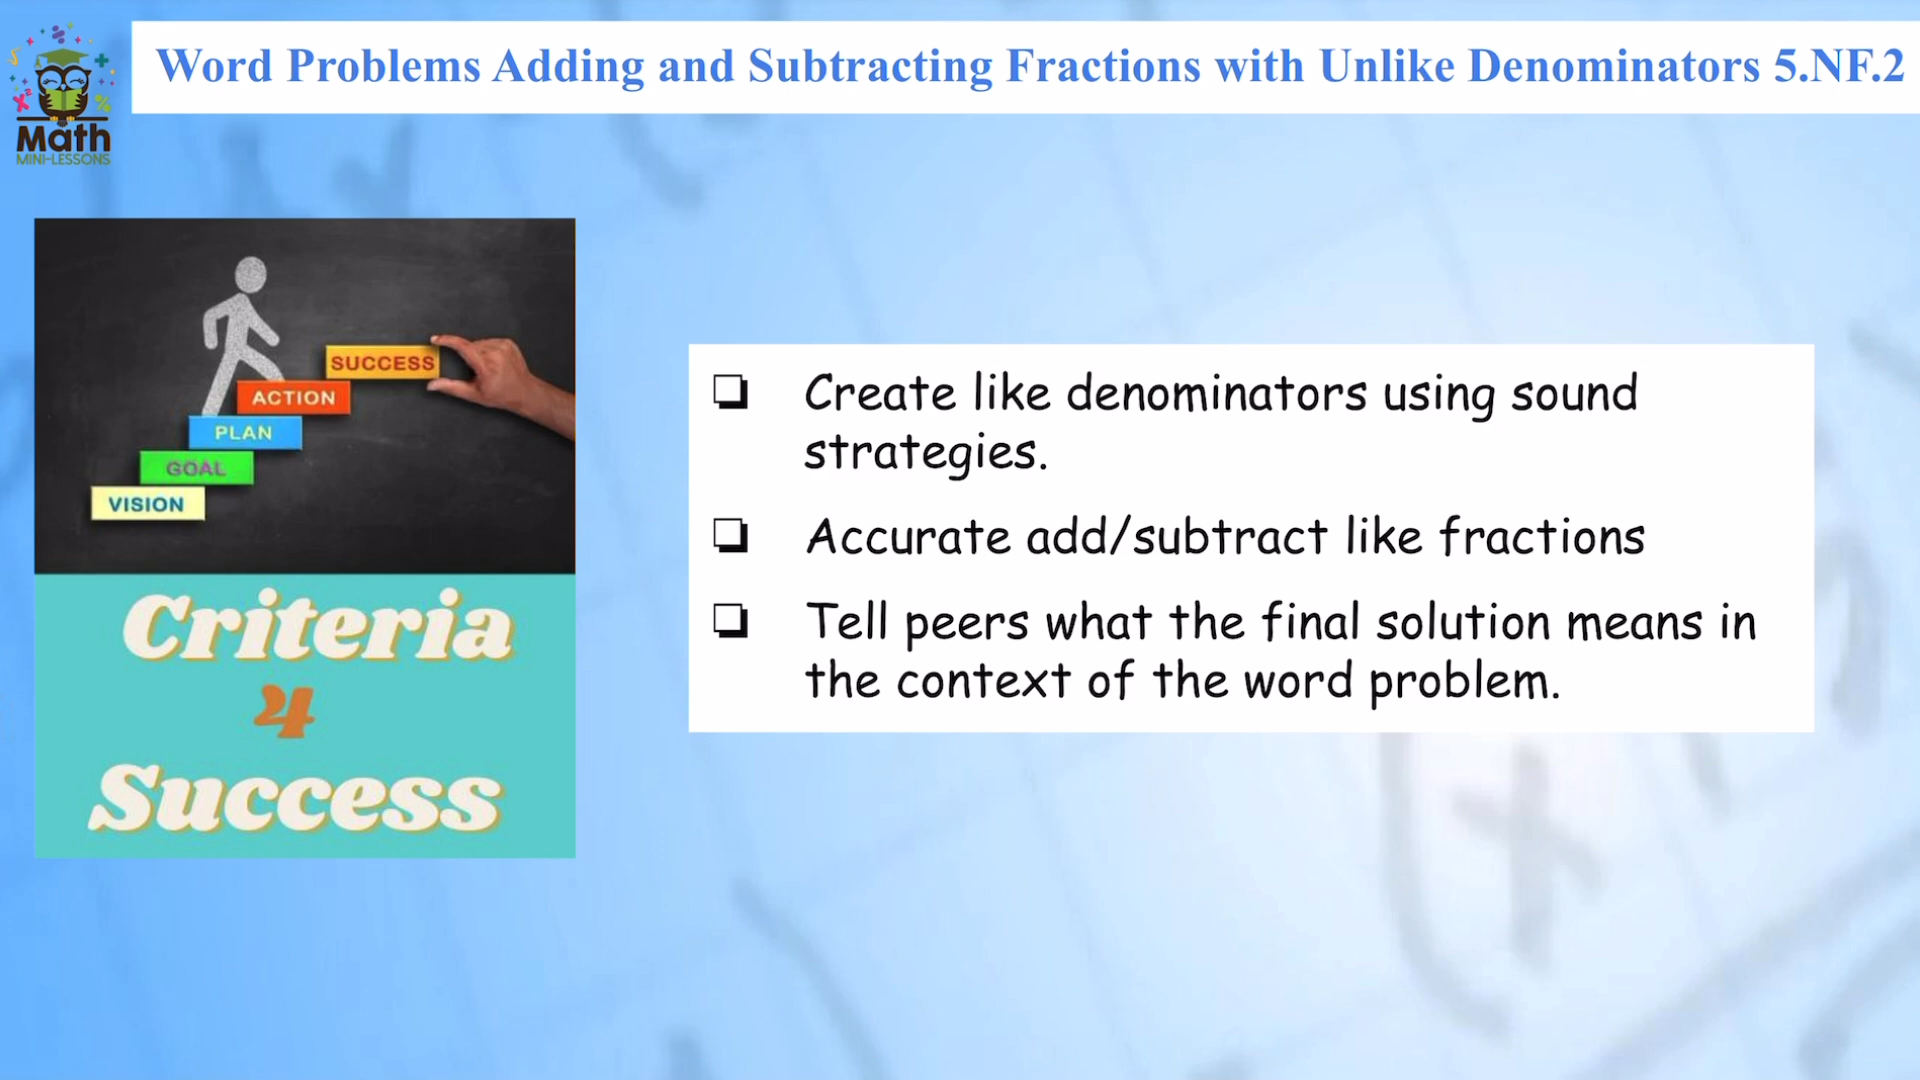 Word Problems Adding and Subtracting Fractions with Unlike Denominators 5.NF.2
Math
MINI-LESSONS
SUCCESS
ACTION
PLAN
GOAL
VISION
Criteria
4
Success
❏ Create like denominators using sound
strategies.
❏ Accurate add/subtract like fractions
❏ Tell peers what the final solution means in
the context of the word problem.